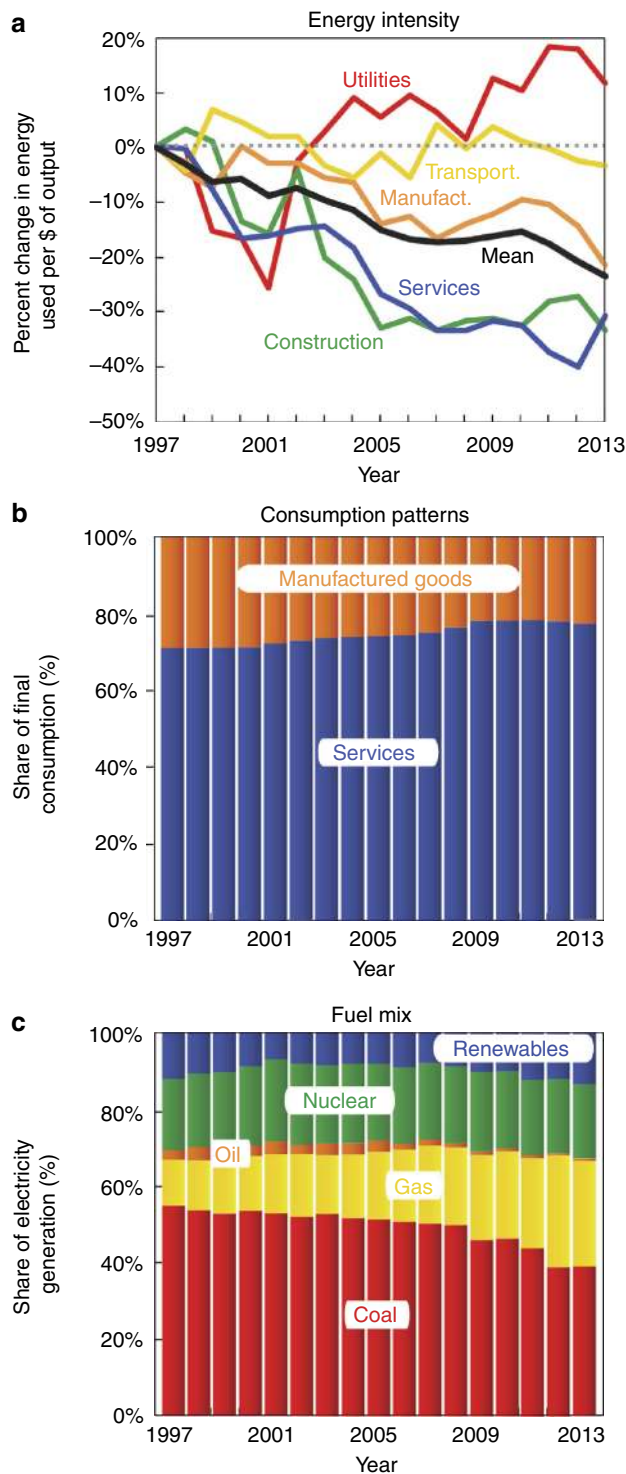 a
Energy intensity
Percent change in energy
used per $ of output
20%
10%
0%
–10%
–20%
–30%
–40%
–50%
Utilities
Transport.
Manufact.
Mean
Services
Construction
1997
2001
2005
2009
2013
Year
b
Consumption patterns
Share of final
consumption (%)
100%
80%
60%
40%
20%
0%
Manufactured goods
Services
1997
2001
2005
2009
2013
Year
c
Fuel mix
Share of electricity
generation (%)
100%
80%
60%
40%
20%
0%
Renewables
Nuclear
Oil
Gas
Coal
1997
2001
2005
2009
2013
Year